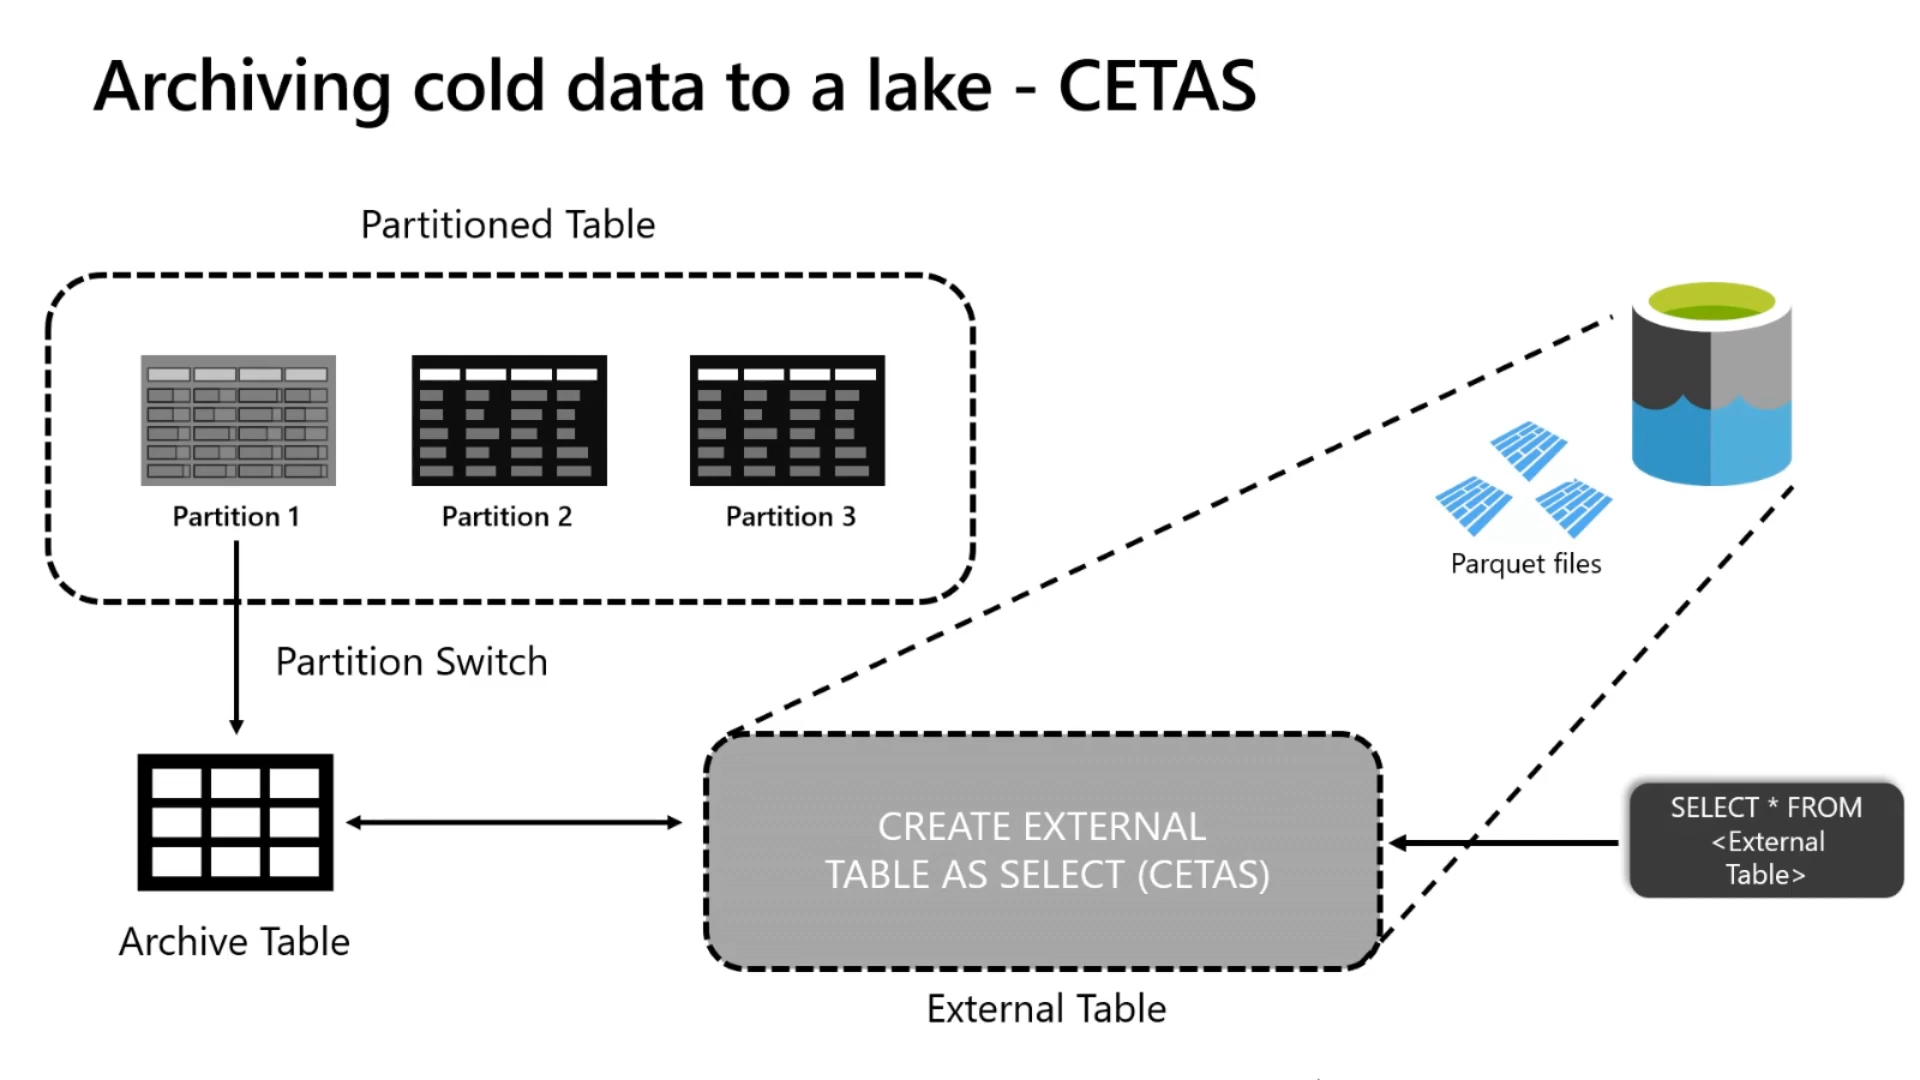 Archiving cold data to a lake - CETAS
Partitioned Table
Partition 1
Partition 2
Partition 3
Parquet files
Partition Switch
CREATE EXTERNAL
TABLE AS SELECT (CETAS)
SELECT * FROM
<External
Table>
Archive Table
External Table